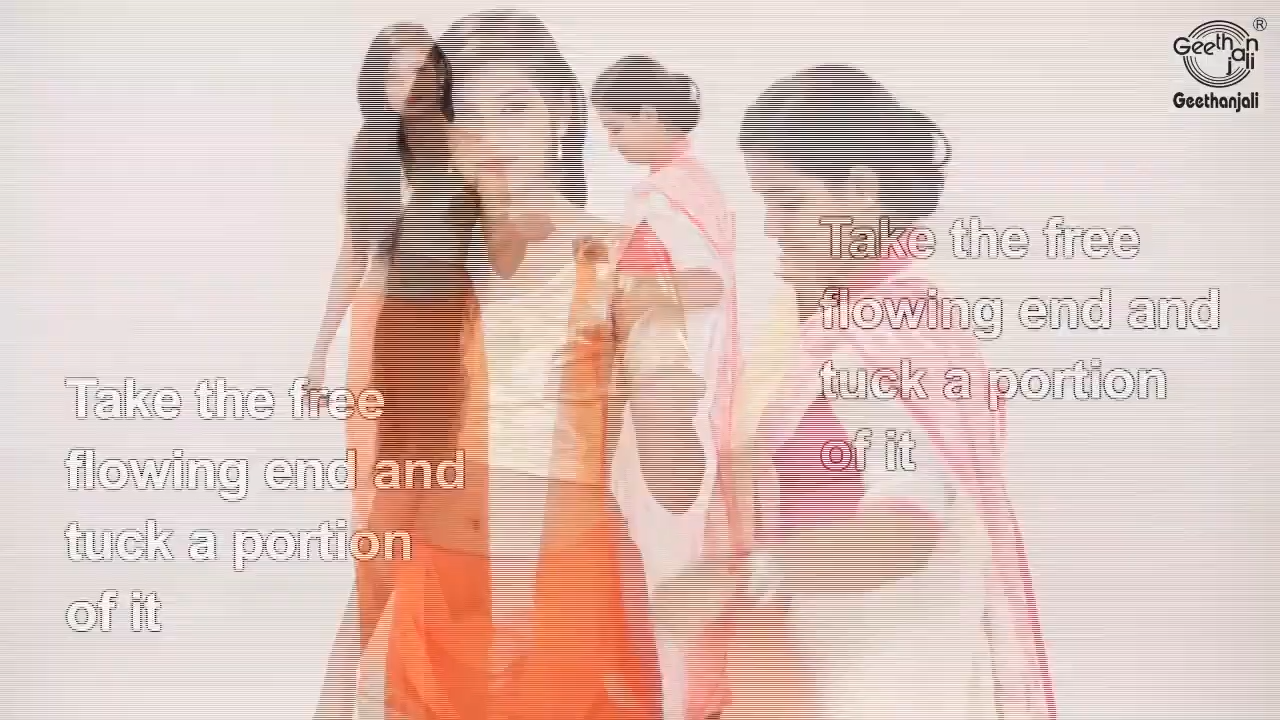 Geethanjali
®
Geethanjali
Take the free
flowing end and
tuck a portion
of it
Take the free
flowing end and
tuck a portion
of it